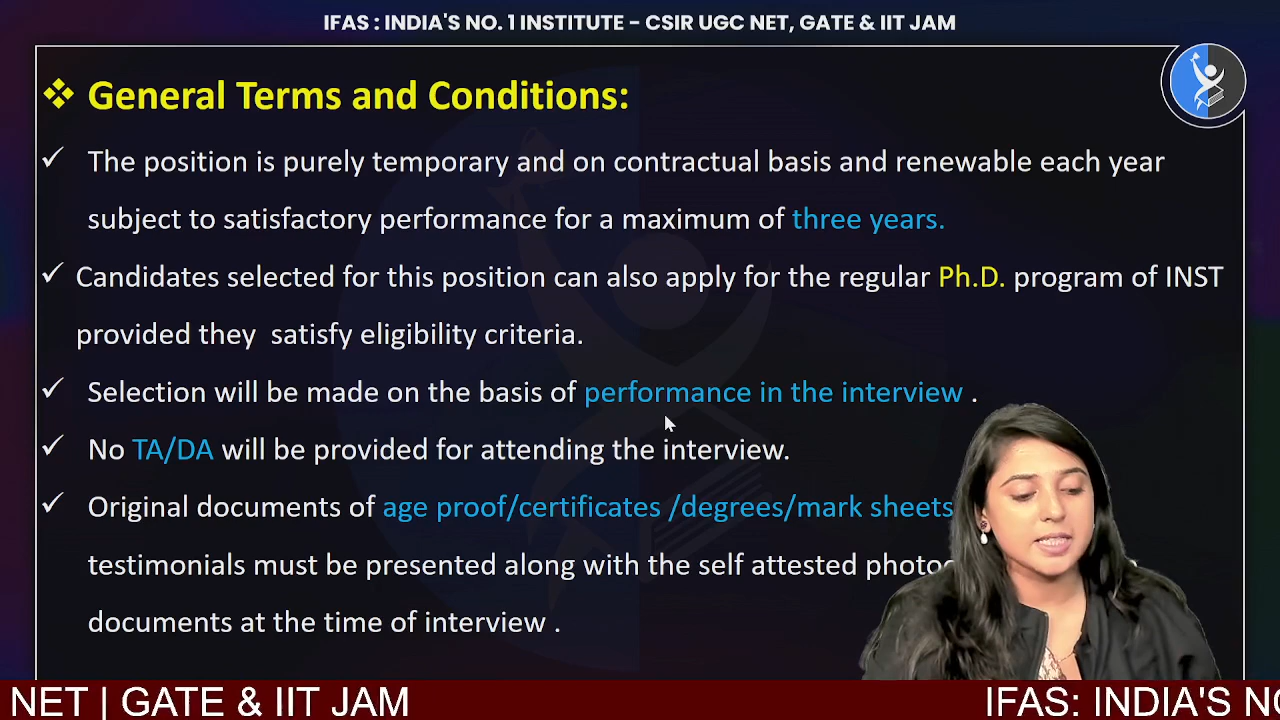 IFAS : INDIA'S NO. 1 INSTITUTE – CSIR UGC NET, GATE & IIT JAM
❖ General Terms and Conditions:
✓ The position is purely temporary and on contractual basis and renewable each year
subject to satisfactory performance for a maximum of three years.
✓ Candidates selected for this position can also apply for the regular Ph.D. program of INST
provided they satisfy eligibility criteria.
✓ Selection will be made on the basis of performance in the interview .
✓ No TA/DA will be provided for attending the interview.
✓ Original documents of age proof/certificates /degrees/mark sheets
testimonials must be presented along with the self attested
documents at the time of interview .
NET | GATE & IIT JAM
IFAS: INDIA'S